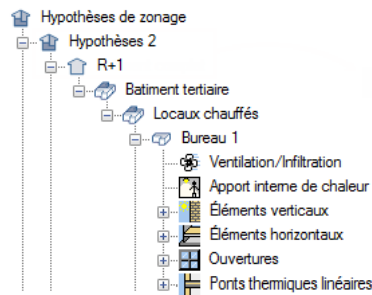 Hypothèses de zonage
Hypothèses 2
R+1
Batiment tertiaire
Locaux chauffés
Bureau 1
Ventilation/Infiltration
Apport interne de chaleur
Éléments verticaux
Éléments horizontaux
Ouvertures
Ponts thermiques linéaires